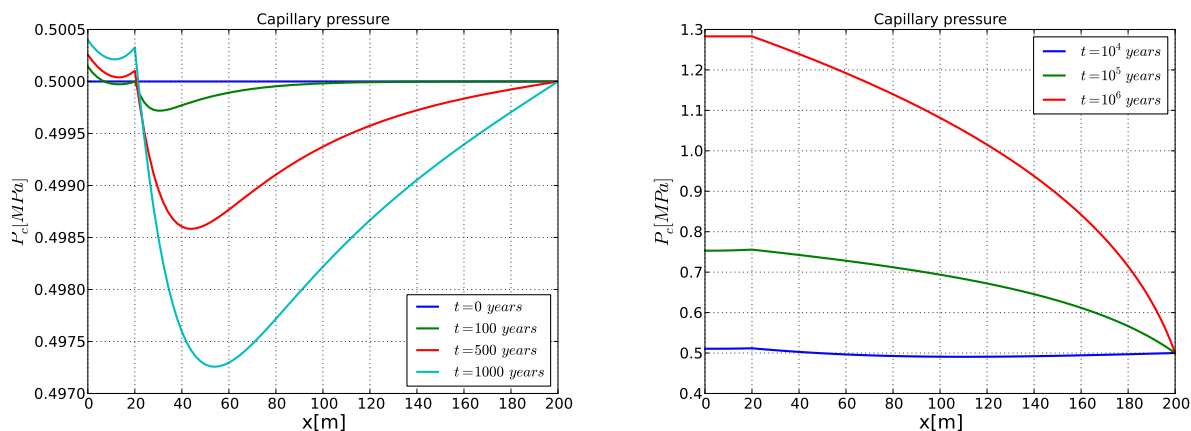 Capillary pressure
0.5005
0.5000
0.4995
0.4990
0.4985
0.4980
0.4975
0.4970
P_c[MPa]
0 20 40 60 80 100 120 140 160 180 200
x[m]
t=0 years
t=100 years
t=500 years
t=1000 years
Capillary pressure
1.3
1.2
1.1
1.0
0.9
0.8
0.7
0.6
0.5
0.4
P_c[MPa]
0 20 40 60 80 100 120 140 160 180 200
x[m]
t=10^4 years
t=10^5 years
t=10^6 years